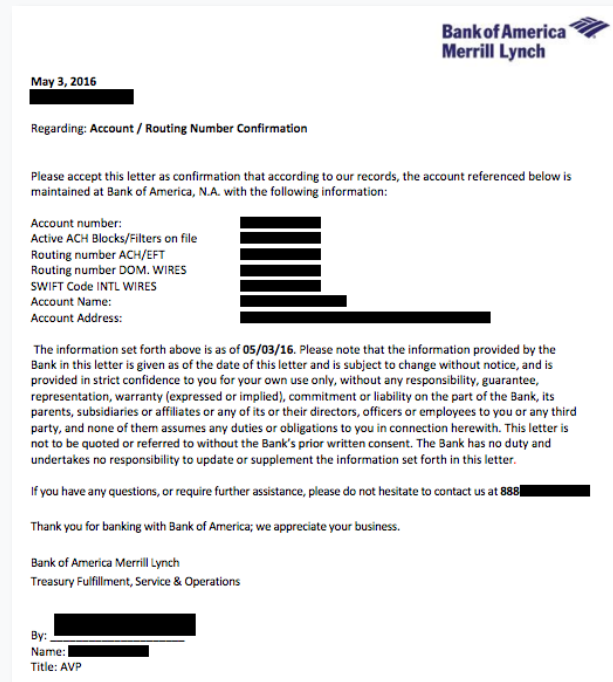 Bank of America
Merrill Lynch
May 3, 2016
Regarding: Account / Routing Number Confirmation
Please accept this letter as confirmation that according to our records, the account referenced below is
maintained at Bank of America, N.A. with the following information:
Account number:
Active ACH Blocks/Filters on file
Routing number ACH/EFT
Routing number DOM. WIRES
SWIFT Code INTL WIRES
Account Name:
Account Address:
The information set forth above is as of 05/03/16. Please note that the information provided by the
Bank in this letter is given as of the date of this letter and is subject to change without notice, and is
provided in strict confidence to you for your own use only, without any responsibility, guarantee,
representation, warranty (expressed or implied), commitment or liability on the part of the Bank, its
parents, subsidiaries or affiliates or any of its or their directors, officers or employees to you or any third
party, and none of them assumes any duties or obligations to you in connection herewith. This letter is
not to be quoted or referred to without the Bank's prior written consent. The Bank has no duty and
undertakes no responsibility to update or supplement the information set forth in this letter.
If you have any questions, or require further assistance, please do not hesitate to contact us at 888
Thank you for banking with Bank of America; we appreciate your business.
Bank of America Merrill Lynch
Treasury Fulfillment, Service & Operations
By:
Name:
Title: AVP